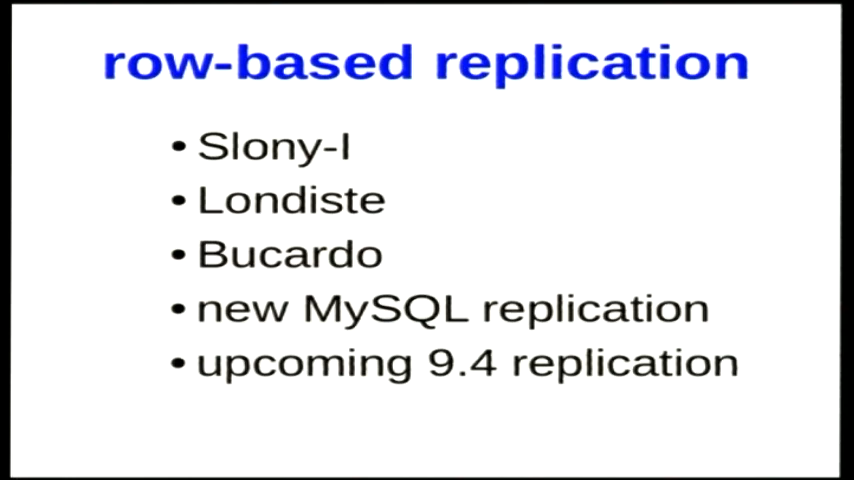 row-based replication
• Slony-I
• Londiste
• Bucardo
• new MySQL replication
• upcoming 9.4 replication